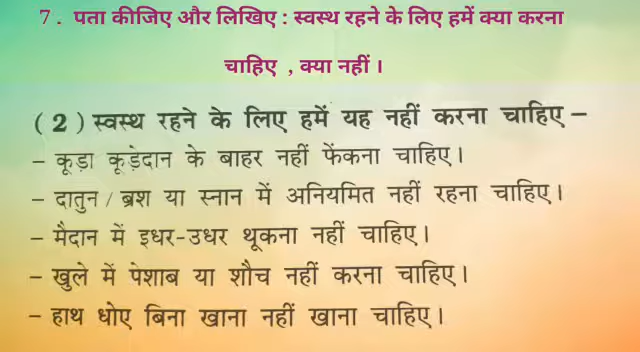 7 . पता कीजिए और लिखिए : स्वस्थ रहने के लिए हमें क्या करना
चाहिए , क्या नहीं ।
( 2 ) स्वस्थ रहने के लिए हमें यह नहीं करना चाहिए –
– कूड़ा कूड़ेदान के बाहर नहीं फेंकना चाहिए ।
– दातुन / ब्रश या स्नान में अनियमित नहीं रहना चाहिए ।
– मैदान में इधर-उधर थूकना नहीं चाहिए ।
– खुले में पेशाब या शौच नहीं करना चाहिए ।
– हाथ धोए बिना खाना नहीं खाना चाहिए ।